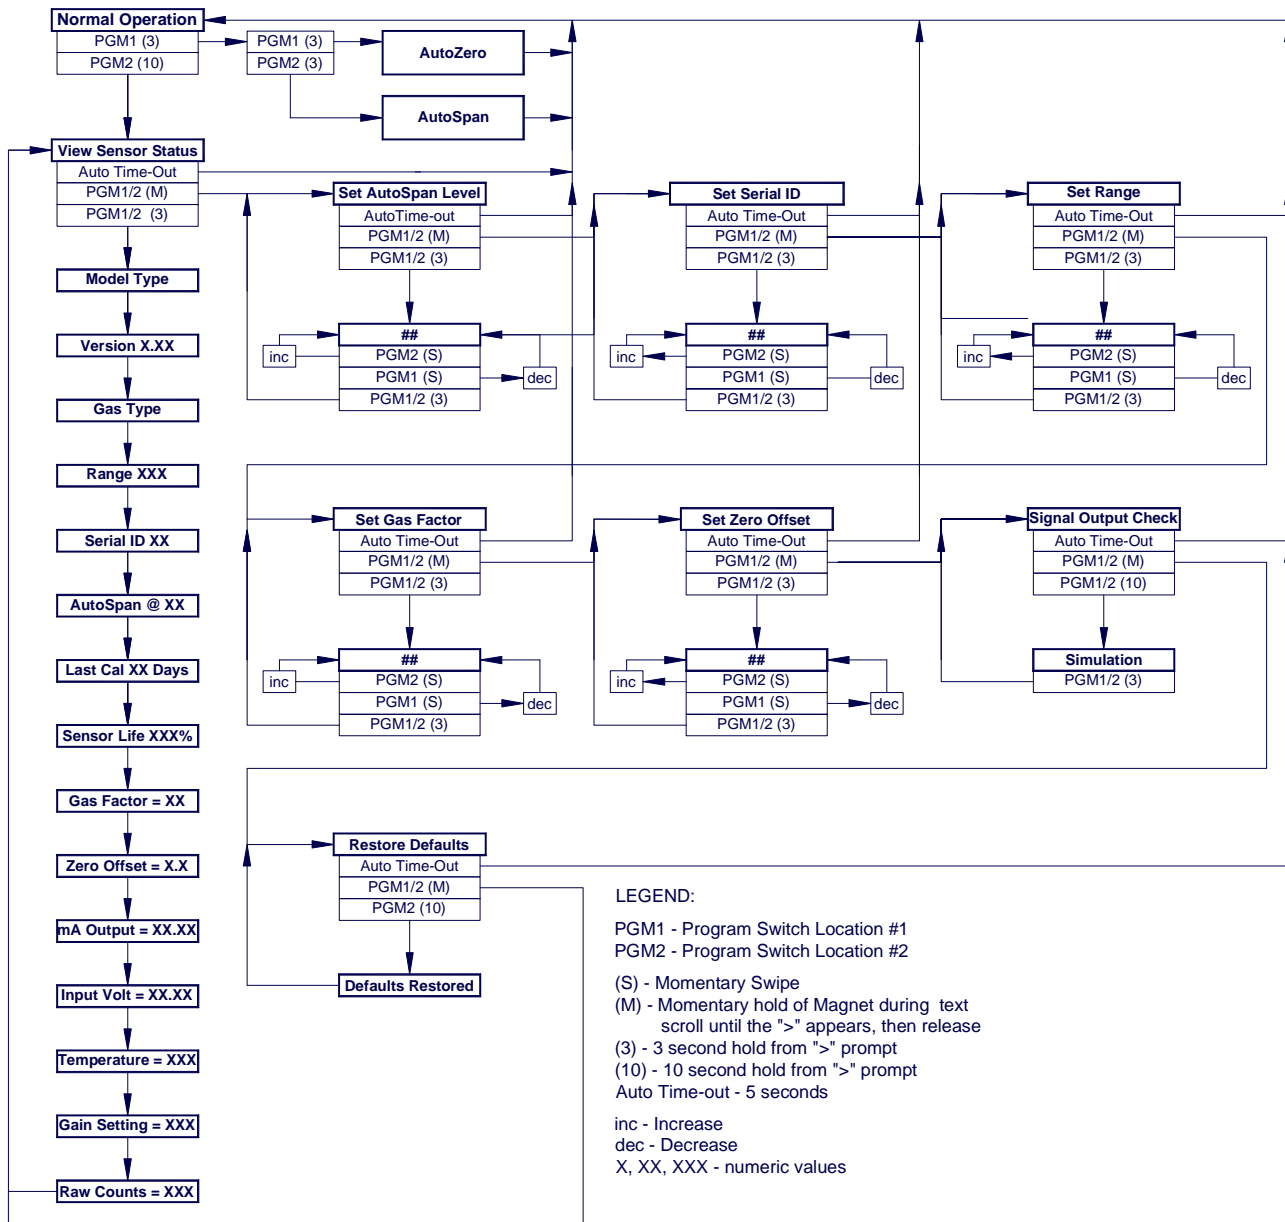 Normal Operation
PGM1 (3)
PGM2 (10)
PGM1 (3)
PGM2 (3)
AutoZero
AutoSpan
View Sensor Status
Auto Time-Out
PGM1/2 (M)
PGM1/2 (3)
Model Type
Version X.XX
Gas Type
Range XXX
Serial ID XX
AutoSpan @ XX
Last Cal XX Days
Sensor Life XXX%
Gas Factor = XX
Zero Offset = X.X
mA Output = XX.XX
Input Volt = XX.XX
Temperature = XXX
Gain Setting = XXX
Raw Counts = XXX
Set AutoSpan Level
AutoTime-out
PGM1/2 (M)
PGM1/2 (3)
##
PGM2 (S)
PGM1 (S)
PGM1/2 (3)
inc
dec
Set Serial ID
Auto Time-Out
PGM1/2 (M)
PGM1/2 (3)
##
PGM2 (S)
PGM1 (S)
PGM1/2 (3)
inc
dec
Set Range
Auto Time-Out
PGM1/2 (M)
PGM1/2 (3)
##
PGM2 (S)
PGM1 (S)
PGM1/2 (3)
inc
dec
Set Gas Factor
Auto Time-Out
PGM1/2 (M)
PGM1/2 (3)
##
PGM2 (S)
PGM1 (S)
PGM1/2 (3)
inc
dec
Set Zero Offset
Auto Time-Out
PGM1/2 (M)
PGM1/2 (3)
##
PGM2 (S)
PGM1 (S)
PGM1/2 (3)
inc
dec
Signal Output Check
Auto Time-Out
PGM1/2 (M)
PGM1/2 (10)
Simulation
PGM1/2 (3)
Restore Defaults
Auto Time-Out
PGM1/2 (M)
PGM2 (10)
Defaults Restored
LEGEND:
PGM1 - Program Switch Location #1
PGM2 - Program Switch Location #2
(S) - Momentary Swipe
(M) - Momentary hold of Magnet during text
scroll until the ">" appears, then release
(3) - 3 second hold from ">" prompt
(10) - 10 second hold from ">" prompt
Auto Time-out - 5 seconds
inc - Increase
dec - Decrease
X, XX, XXX - numeric values